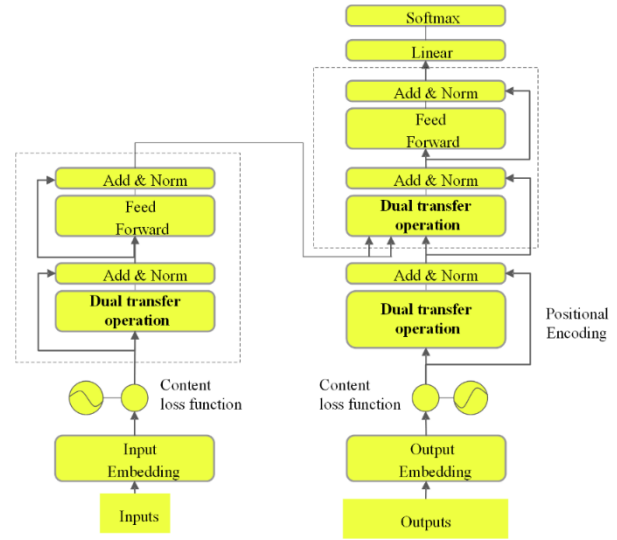 Softmax
Linear
Add & Norm
Feed
Forward
Add & Norm
Dual transfer
operation
Add & Norm
Dual transfer
operation
Positional
Encoding
Content
loss function
Output
Embedding
Outputs
Add & Norm
Feed
Forward
Add & Norm
Dual transfer
operation
Content
loss function
Input
Embedding
Inputs